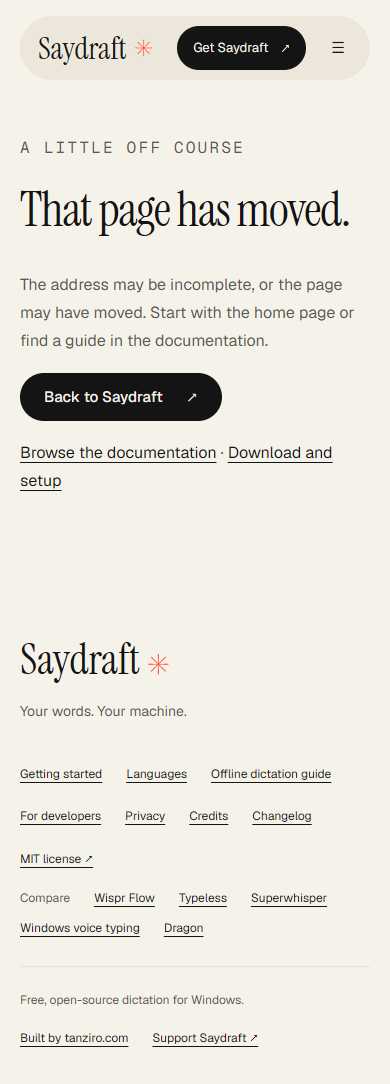 Saydraft
Get Saydraft ↗
☰
A LITTLE OFF COURSE
That page has moved.
The address may be incomplete, or the page
may have moved. Start with the home page or
find a guide in the documentation.
Back to Saydraft ↗
Browse the documentation · Download and
setup
Saydraft
Your words. Your machine.
Getting started Languages Offline dictation guide
For developers Privacy Credits Changelog
MIT license ↗
Compare Wispr Flow Typeless Superwhisper
Windows voice typing Dragon
Free, open-source dictation for Windows.
Built by tanziro.com Support Saydraft ↗